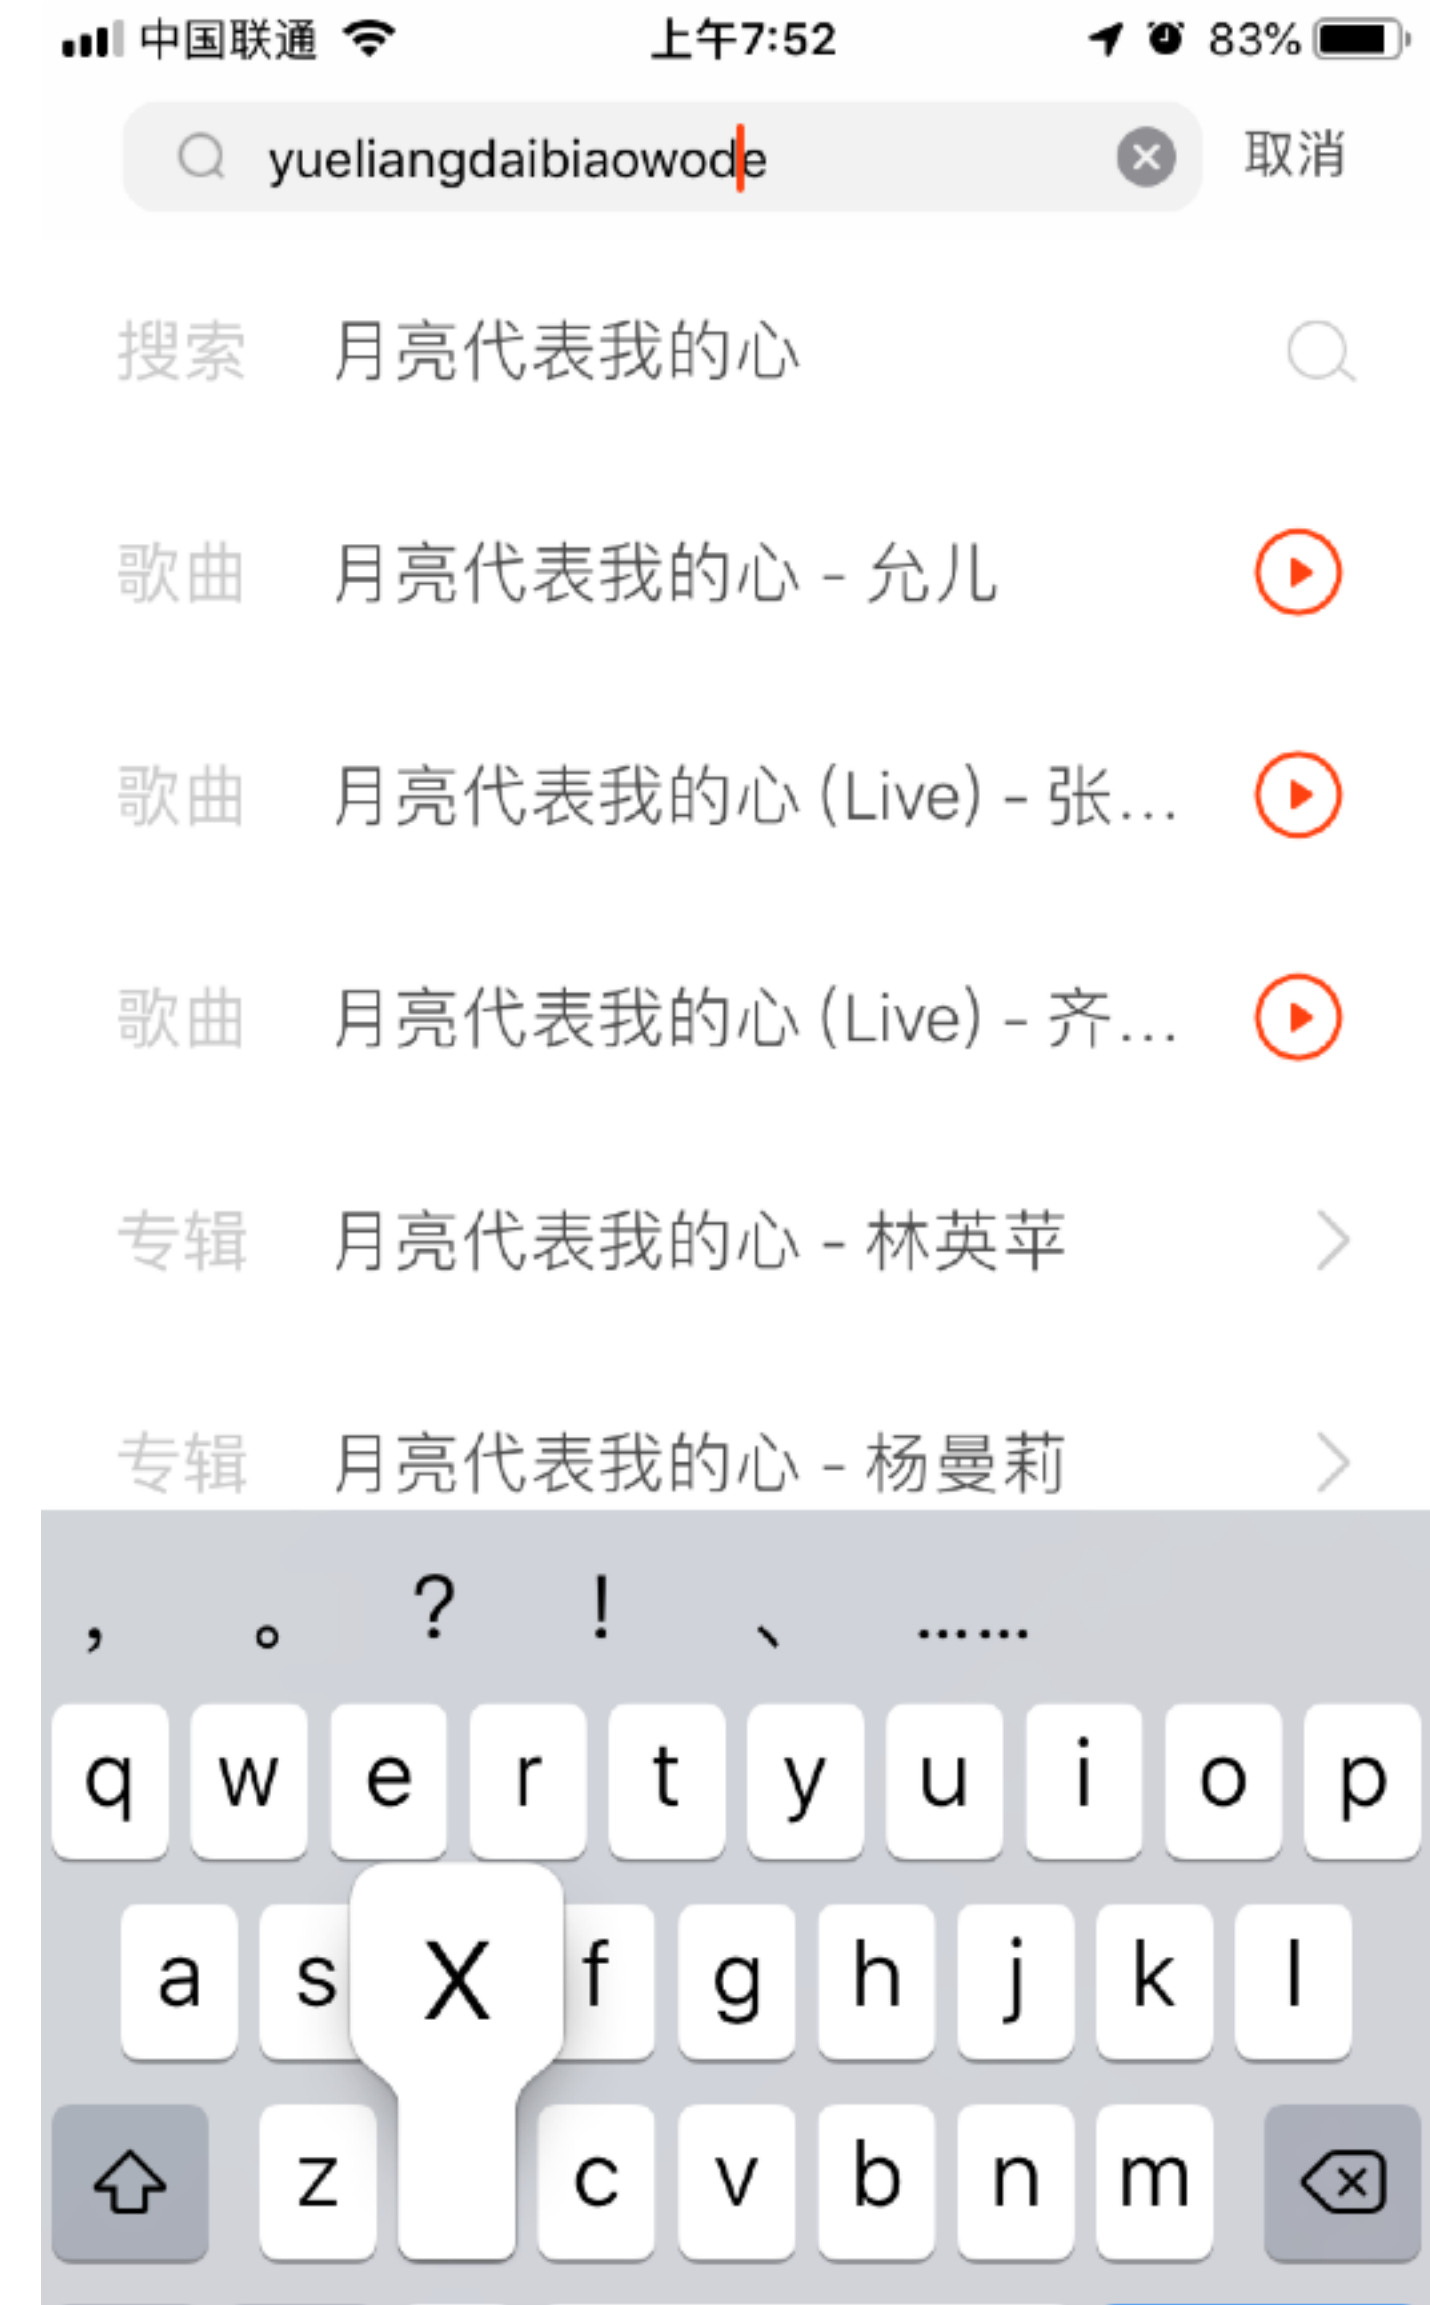 中国联通 上午7:52 83%
yueliangdaibiaowode 取消
搜索 月亮代表我的心
歌曲 月亮代表我的心 - 允儿
歌曲 月亮代表我的心 (Live) - 张...
歌曲 月亮代表我的心 (Live) - 齐...
专辑 月亮代表我的心 - 林英苹
专辑 月亮代表我的心 - 杨曼莉
， 。 ? ! 、 ……
q w e r t y u i o p
a s X f g h j k l
z c v b n m